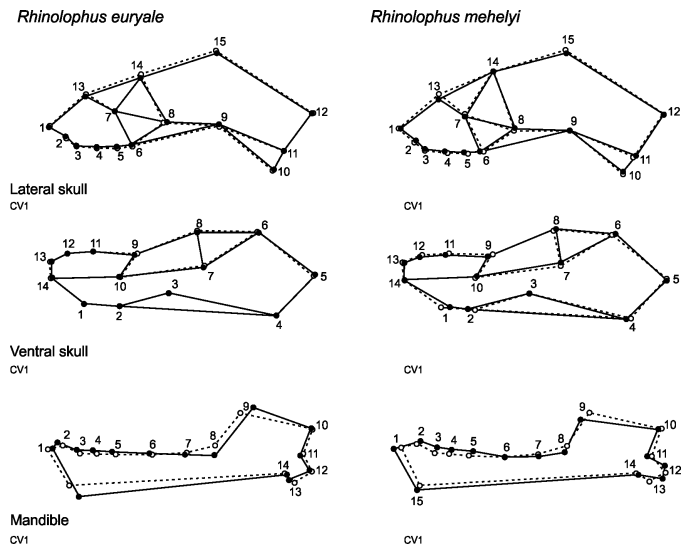 Rhinolophus euryale Rhinolophus mehelyi
15 15
14 14
13 13
12 12
1 7 8 9 1 7 8 9
2 3 4 5 6 11 2 3 4 5 6 11
10 10
Lateral skull
CV1 CV1
8 6 8 6
13 12 11 9 13 12 11 9
14 10 7 5 14 10 7 5
1 2 3 4 1 2 3 4
Ventral skull
CV1 CV1
9 10 9 10
1 2 3 4 5 6 7 8 1 2 3 4 5 6 7 8
11 11
14 12 14 12
13 15 13
Mandible
CV1 CV1